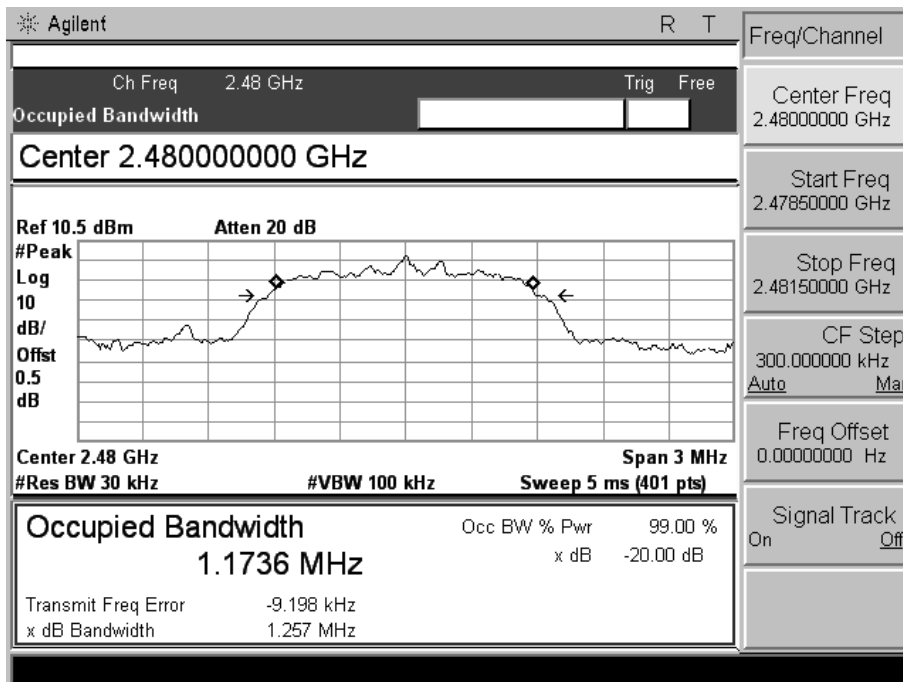 Agilent R T
Ch Freq 2.48 GHz Trig Free
Occupied Bandwidth
Center 2.480000000 GHz
Ref 10.5 dBm Atten 20 dB
#Peak
Log
10
dB/
Offst
0.5
dB
Center 2.48 GHz Span 3 MHz
#Res BW 30 kHz #VBW 100 kHz Sweep 5 ms (401 pts)
Occupied Bandwidth Occ BW % Pwr 99.00 %
1.1736 MHz x dB -20.00 dB
Transmit Freq Error -9.198 kHz
x dB Bandwidth 1.257 MHz
Freq/Channel
Center Freq
2.48000000 GHz
Start Freq
2.47850000 GHz
Stop Freq
2.48150000 GHz
CF Step
300.000000 kHz
Auto Ma
Freq Offset
0.00000000 Hz
Signal Track
On Off